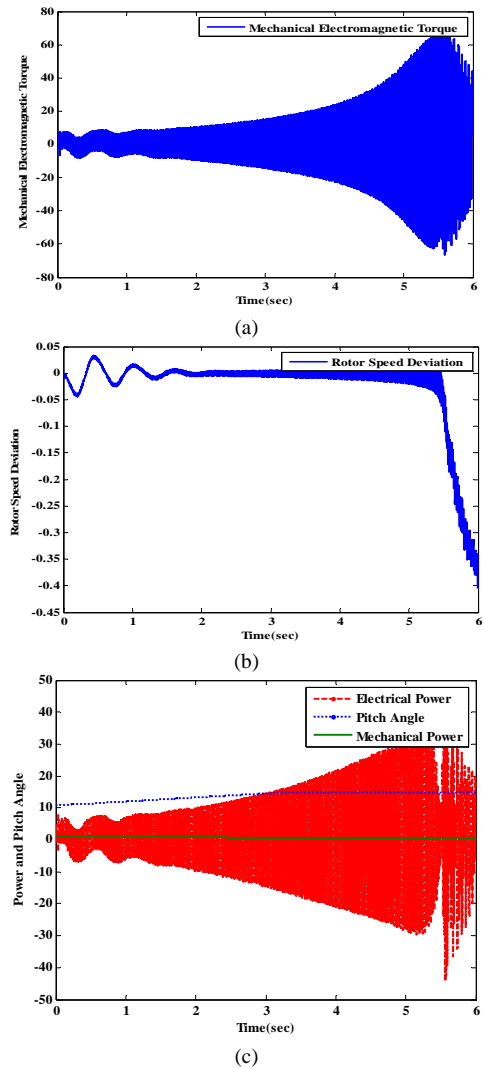 80
Mechanical Electromagnetic Torque
60
40
20
0
-20
-40
-60
-80
Mechanical Electromagnetic Torque
0 1 2 3 4 5 6
Time(sec)
(a)
0.05
Rotor Speed Deviation
0
-0.05
-0.1
-0.15
-0.2
-0.25
-0.3
-0.35
-0.4
-0.45
Rotor Speed Deviation
0 1 2 3 4 5 6
Time(sec)
(b)
50
Electrical Power
Pitch Angle
Mechanical Power
40
30
20
10
0
-10
-20
-30
-40
-50
Power and Pitch Angle
0 1 2 3 4 5 6
Time(sec)
(c)